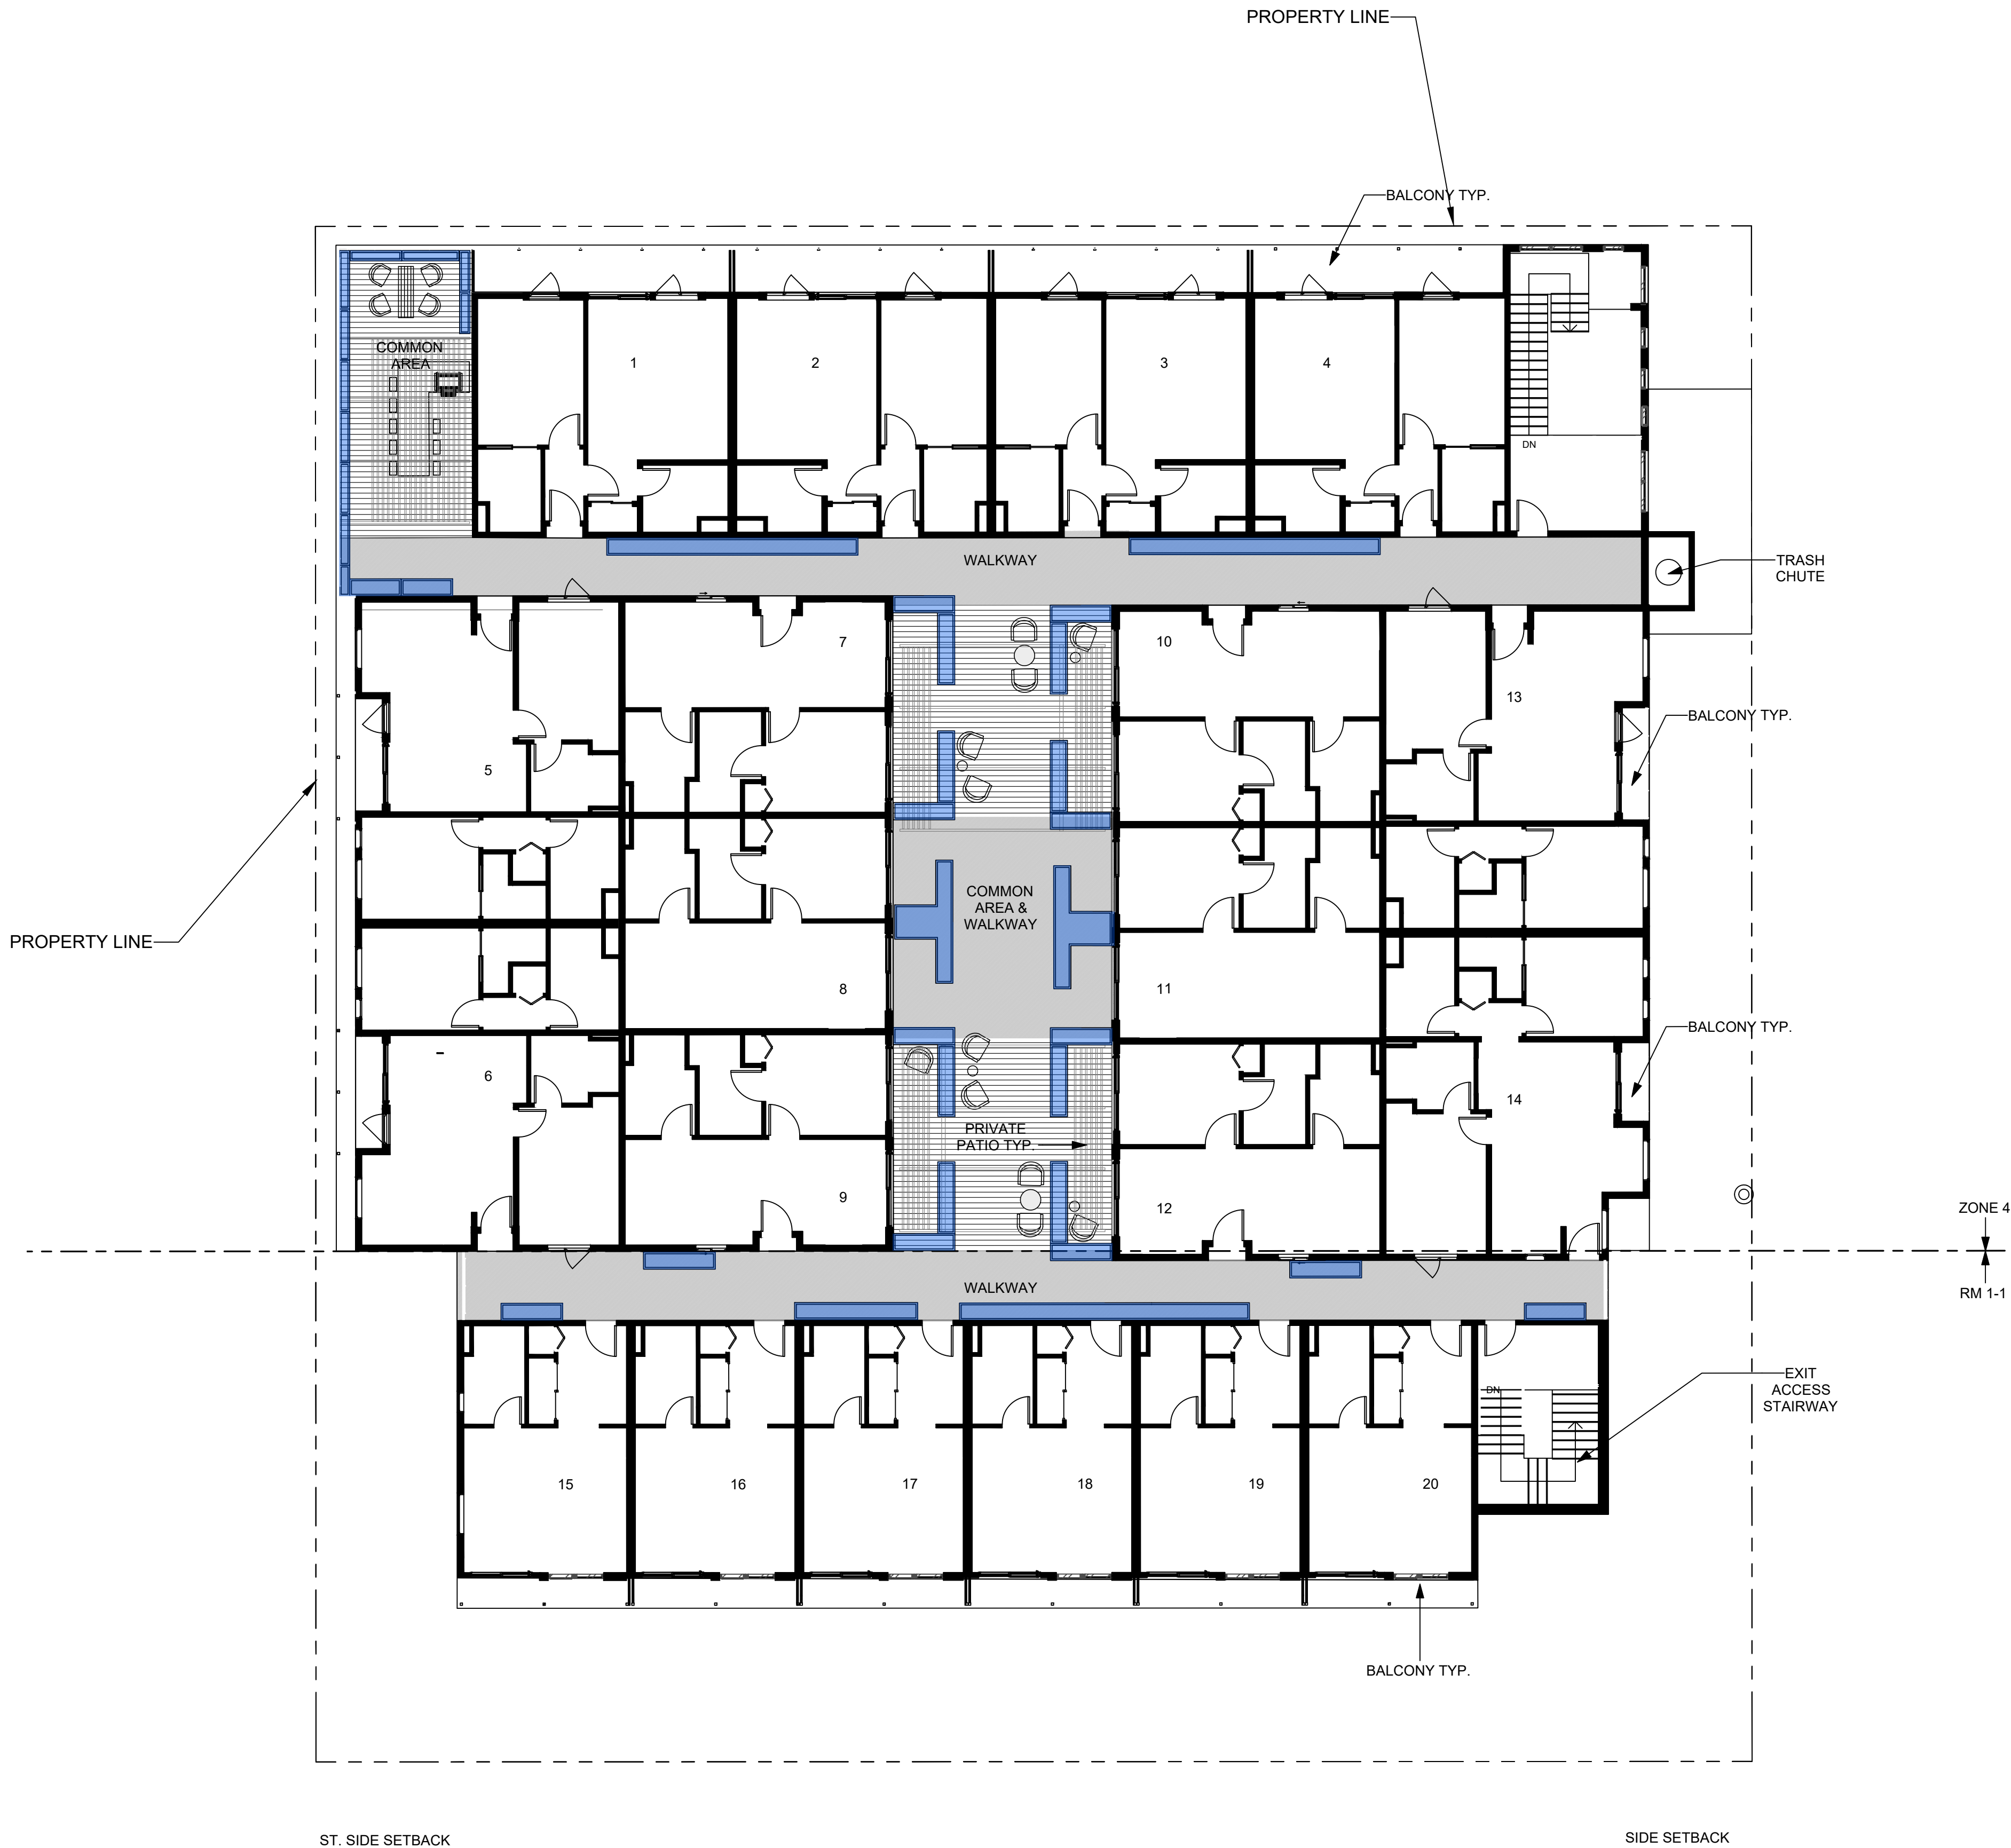 PROPERTY LINE
BALCONY TYP.
COMMON
AREA
1
2
3
4
DN
WALKWAY
TRASH
CHUTE
7
10
13
BALCONY TYP.
5
COMMON
AREA &
WALKWAY
PROPERTY LINE
8
11
BALCONY TYP.
6
14
PRIVATE
PATIO TYP.
9
12
ZONE 4
WALKWAY
RM 1-1
EXIT
ACCESS
STAIRWAY
DN
15
16
17
18
19
20
BALCONY TYP.
ST. SIDE SETBACK
SIDE SETBACK